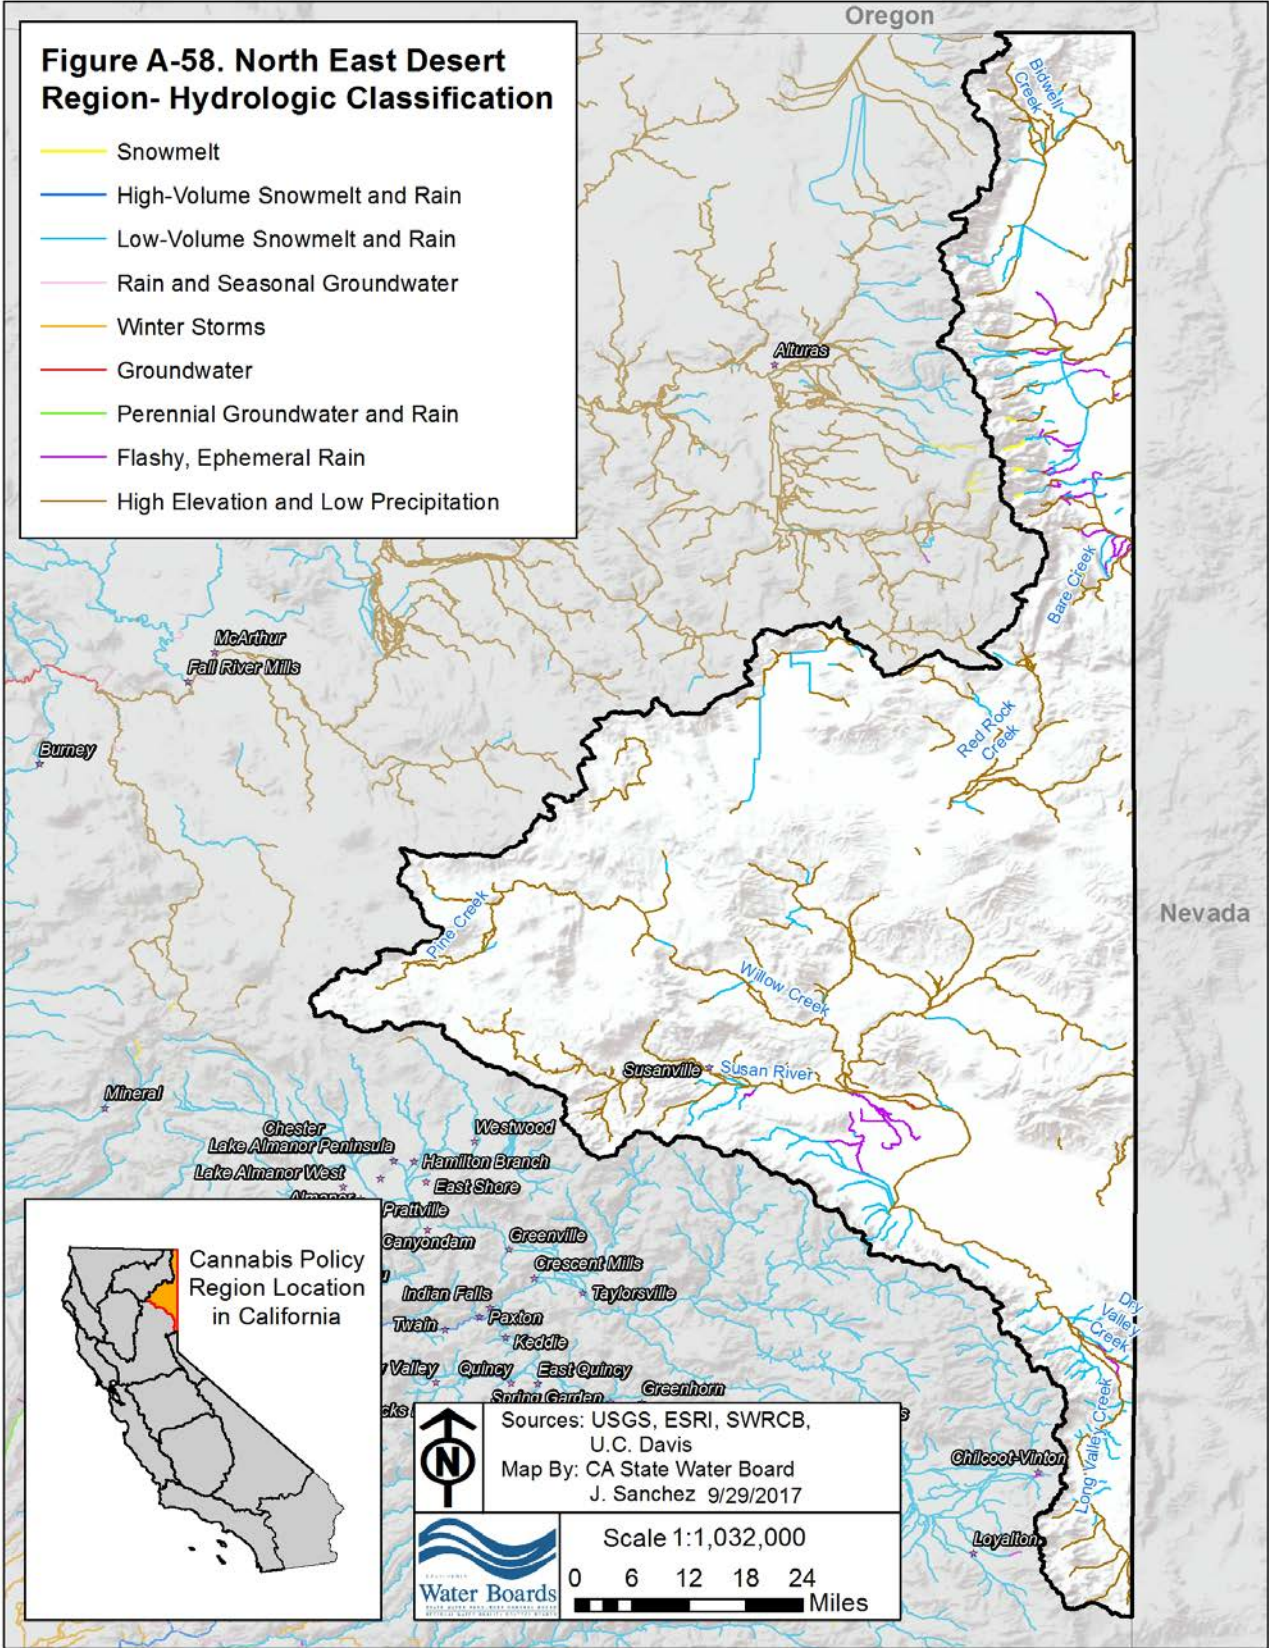 Oregon
Figure A-58. North East Desert
Region- Hydrologic Classification
Snowmelt
High-Volume Snowmelt and Rain
Low-Volume Snowmelt and Rain
Rain and Seasonal Groundwater
Winter Storms
Groundwater
Perennial Groundwater and Rain
Flashy, Ephemeral Rain
High Elevation and Low Precipitation
Bidwell
Creek
Alturas
Bare Creek
McArthur
Fall River Mills
Burney
Red Rock
Creek
Nevada
Pine Creek
Willow Creek
Susanville
Susan River
Mineral
Chester
Westwood
Lake Almanor Peninsula
Hamilton Branch
Lake Almanor West
East Shore
Almanor
Prattville
Canyondam
Greenville
Crescent Mills
Indian Falls
Taylorsville
Twain
Paxton
Keddie
Valley
Quincy
East Quincy
Spring Garden
Greenhorn
Dry
Valley
Creek
Long Valley Creek
Chilcoot-Vinton
Loyalton
Cannabis Policy
Region Location
in California
N
Sources: USGS, ESRI, SWRCB,
U.C. Davis
Map By: CA State Water Board
J. Sanchez 9/29/2017
CALIFORNIA
Water Boards
Scale 1:1,032,000
0 6 12 18 24
Miles